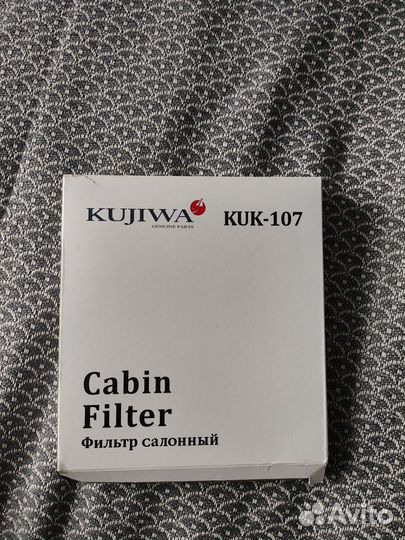 KUJIWA KUK-107
GENUINE PARTS
Cabin
Filter
Фильтр салонный
Avito